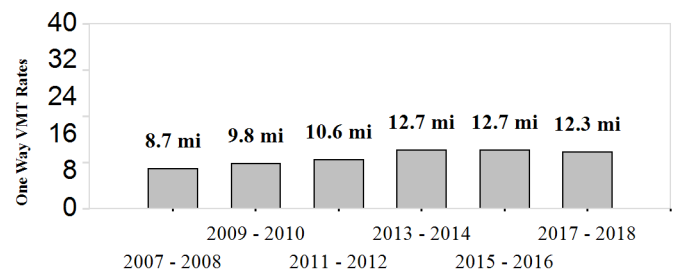 One Way VMT Rates
40
32
24
16
8
0
8.7 mi
9.8 mi
10.6 mi
12.7 mi
12.7 mi
12.3 mi
2009 - 2010
2013 - 2014
2017 - 2018
2007 - 2008
2011 - 2012
2015 - 2016